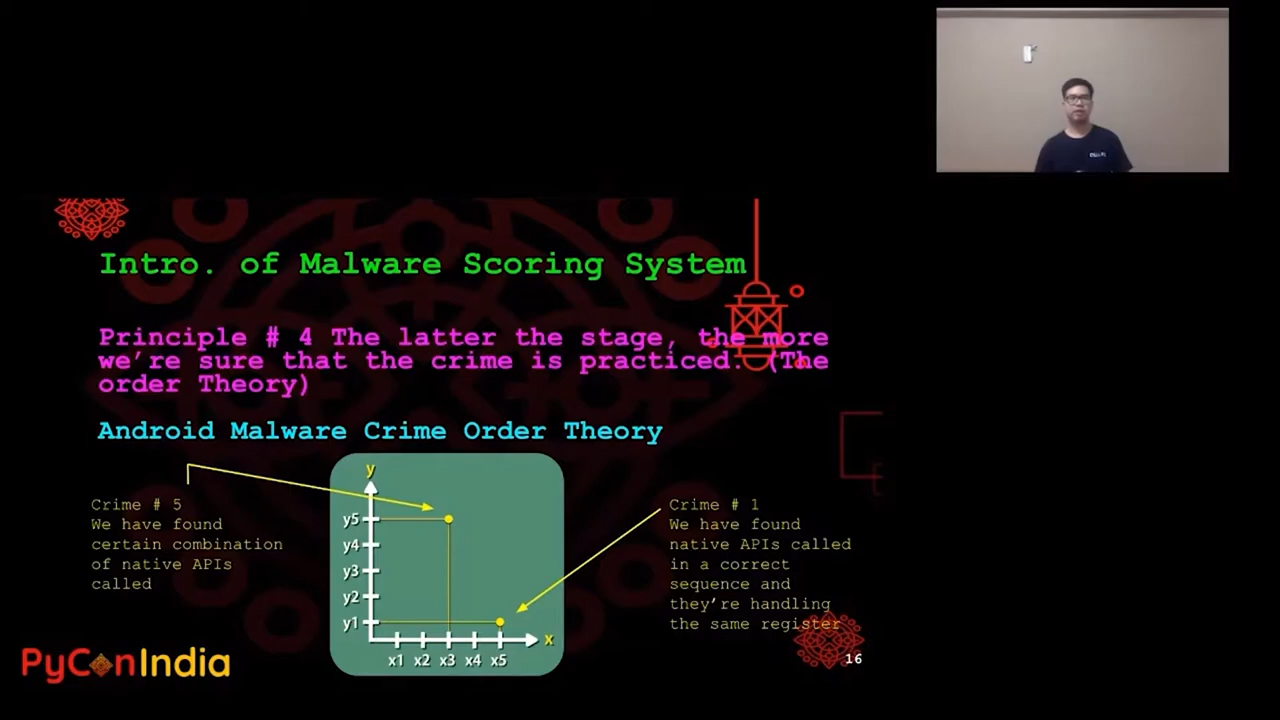 Intro. of Malware Scoring System
Principle # 4 The latter the stage, the more
we're sure that the crime is practiced. (The
order Theory)
Android Malware Crime Order Theory
Crime # 5
We have found
certain combination
of native APIs
called
y
y5
y4
y3
y2
y1
x1 x2 x3 x4 x5
x
Crime # 1
We have found
native APIs called
in a correct
sequence and
they're handling
the same register
PyConIndia
16